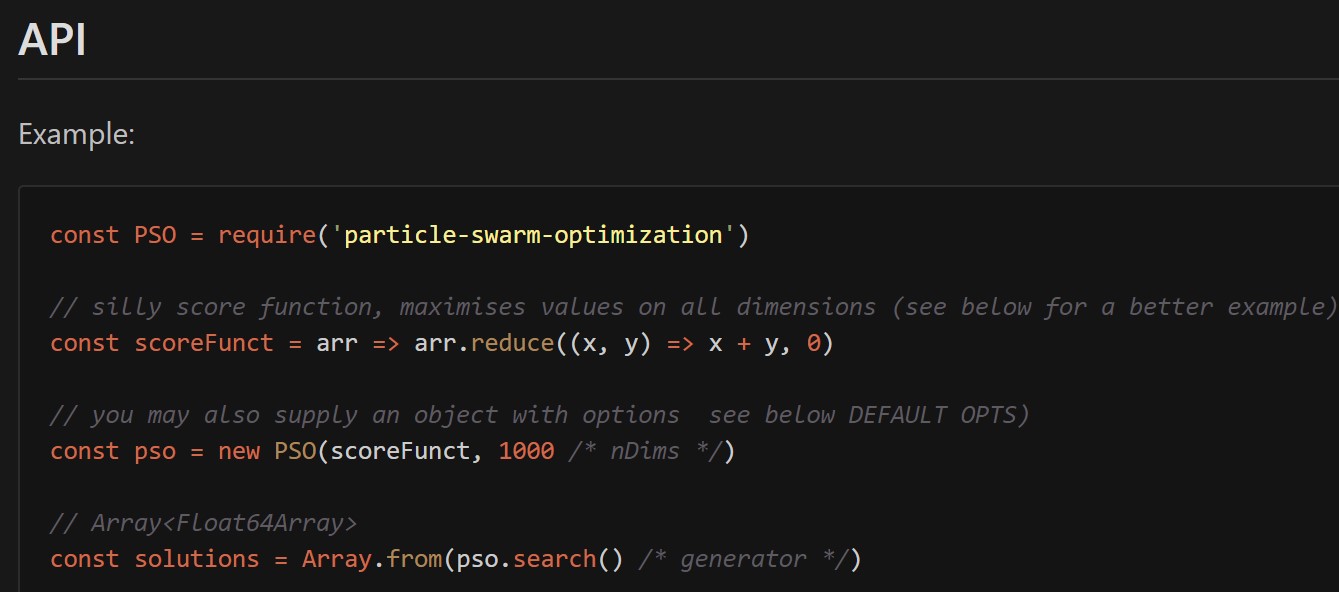 API
Example:
const PSO = require('particle-swarm-optimization')
// silly score function, maximises values on all dimensions (see below for a better example)
const scoreFunct = arr => arr.reduce((x, y) => x + y, 0)
// you may also supply an object with options  see below DEFAULT OPTS)
const pso = new PSO(scoreFunct, 1000 /* nDims */)
// Array<Float64Array>
const solutions = Array.from(pso.search() /* generator */)